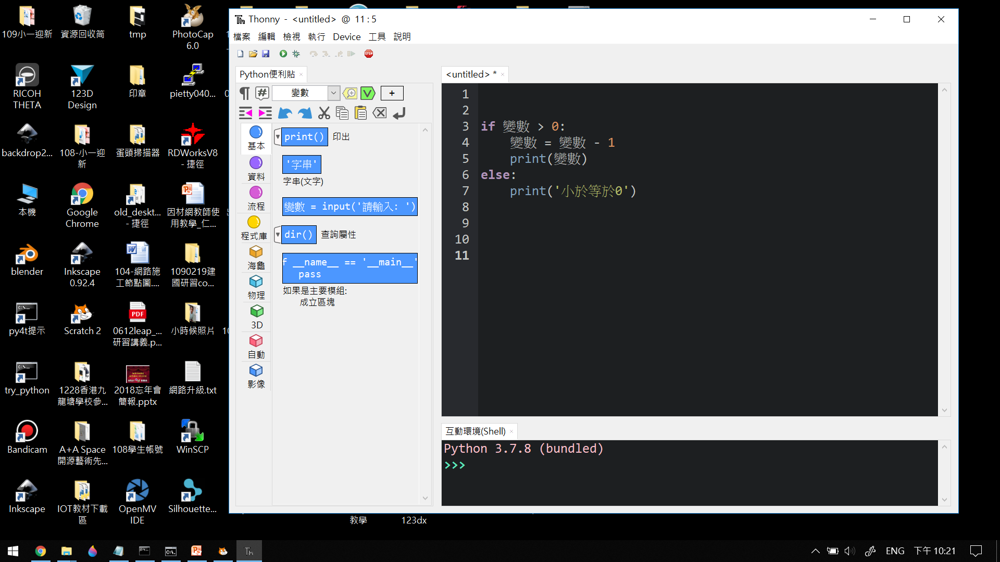 109小一迎新
資源回收筒
tmp
PhotoCap
6.0
RICOH
THETA
123D
Design
印章
pietty040...
backdrop2...
108-小一迎
新
蛋頭掃描器
RDWorksV8
- 捷徑
本機
Google
Chrome
old_deskt...
- 捷徑
因材網教師使
用教學_仁...
blender
Inkscape
0.92.4
104-網路施
工節點圖....
1090219建
國研習co...
py4t提示
Scratch 2
0612leap_...
研習講義.p...
小時候照片
try_python
1228香港九
龍塘學校參...
2018忘年會
簡報.pptx
網路升級.txt
Bandicam
A+A Space
開源藝術先...
108學生帳號
WinSCP
Inkscape
IOT教材下載
區
OpenMV
IDE
Silhouette...
教學
123dx
Thonny - <untitled> @ 11 : 5
檔案 編輯 檢視 執行 Device 工具 說明
STOP
Python便利貼
變數
+
基本
資料
流程
程式庫
海龜
物理
3D
自動
影像
print() 印出
'字串'
字串(文字)
變數 = input('請輸入: ')
dir() 查詢屬性
f __name__ == '__main__'
pass
如果是主要模組:
成立區塊
<untitled> *
1
2
3 if 變數 > 0:
4 變數 = 變數 - 1
5 print(變數)
6 else:
7 print('小於等於0')
8
9
10
11
互動環境(Shell)
Python 3.7.8 (bundled)
>>>
ENG
下午 10:21